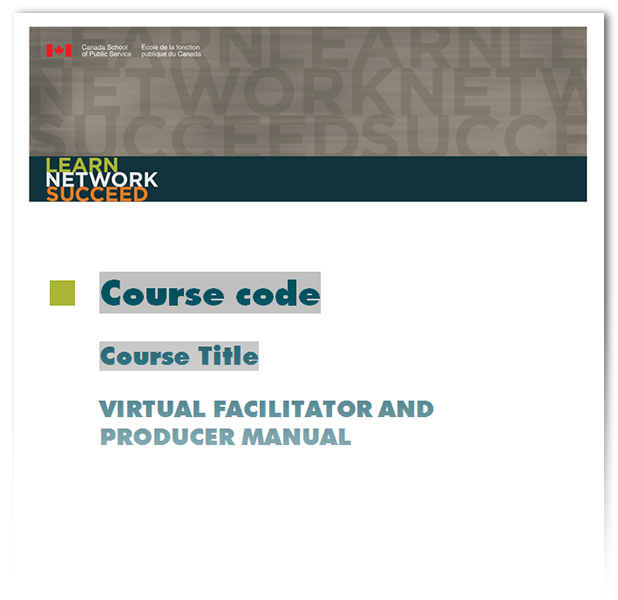 Canada School
of Public Service
École de la fonction
publique du Canada
LEARNLEARNLE
NETWORKNETW
SUCCEEDSUCCE
LEARN
NETWORK
SUCCEED
Course code
Course Title
VIRTUAL FACILITATOR AND
PRODUCER MANUAL